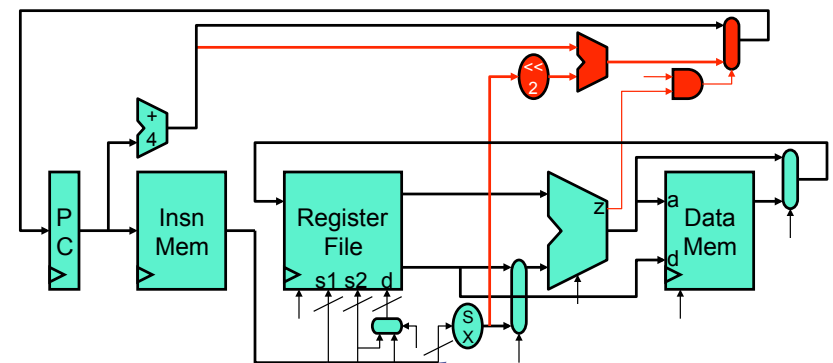 <<
2
+
4
P
C
Insn
Mem
Register
File
s1 s2 d
z
a
d
Data
Mem
S
X